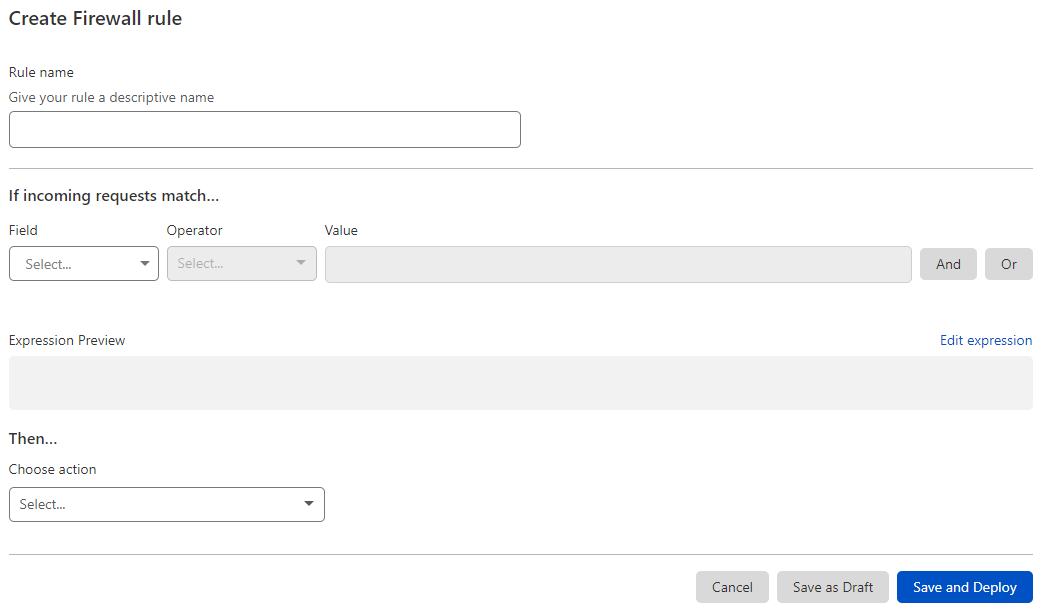 Create Firewall rule
Rule name
Give your rule a descriptive name
If incoming requests match...
Field Operator Value
Select... Select... And Or
Expression Preview Edit expression
Then...
Choose action
Select...
Cancel Save as Draft Save and Deploy